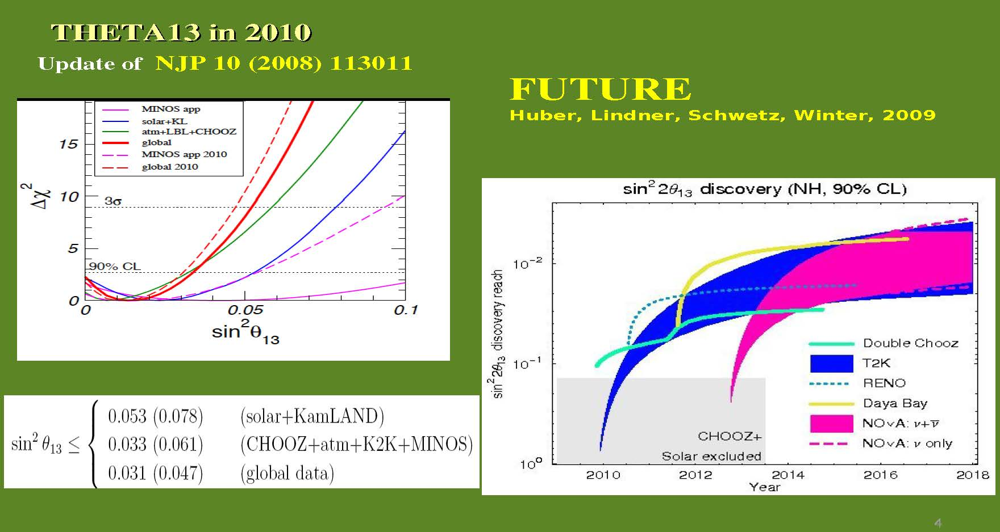 THETA13 in 2010
Update of NJP 10 (2008) 113011
MINOS app
solar+KL
atm+LBL+CHOOZ
global
MINOS app 2010
global 2010
15
10
5
0
Δχ²
3σ
90% CL
0 0.05 0.1
sin²θ₁₃
sin² θ₁₃ ≤ { 0.053 (0.078) (solar+KamLAND)
0.033 (0.061) (CHOOZ+atm+K2K+MINOS)
0.031 (0.047) (global data)
FUTURE
Huber, Lindner, Schwetz, Winter, 2009
sin² 2θ₁₃ discovery (NH, 90% CL)
sin² 2θ₁₃ discovery reach
10⁻²
10⁻¹
10⁰
Double Chooz
T2K
RENO
Daya Bay
NOνA: ν+ν̅
NOνA: ν only
CHOOZ+
Solar excluded
2010 2012 2014 2016 2018
Year
4